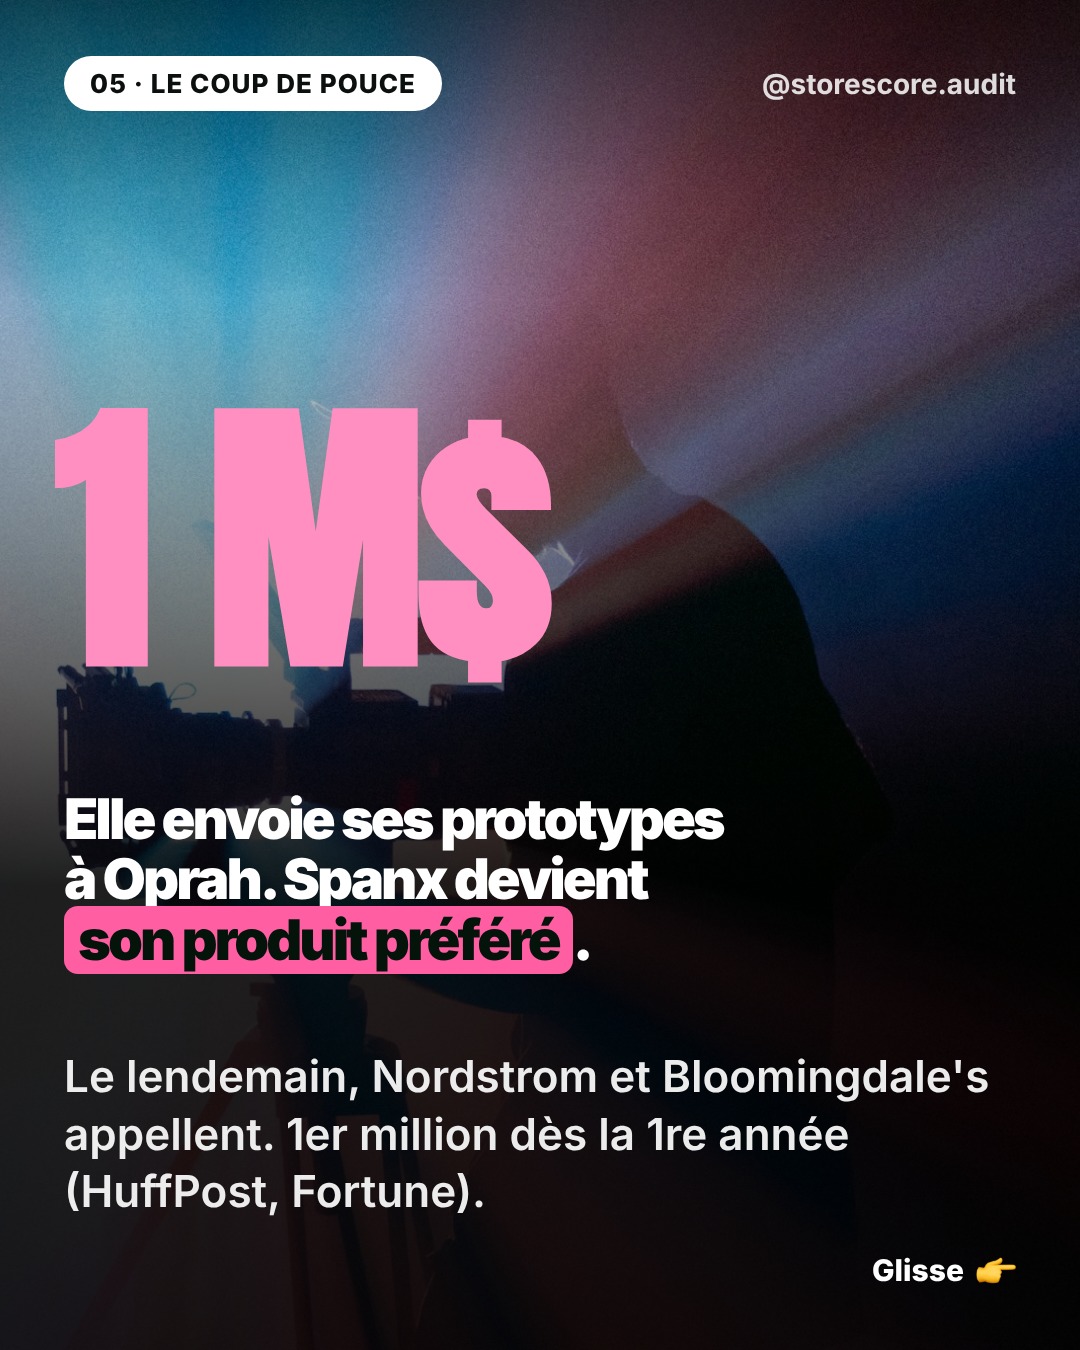 05 · LE COUP DE POUCE
@storescore.audit
1 M$
Elle envoie ses prototypes
à Oprah. Spanx devient
son produit préféré.
Le lendemain, Nordstrom et Bloomingdale's
appellent. 1er million dès la 1re année
(HuffPost, Fortune).
Glisse 👉